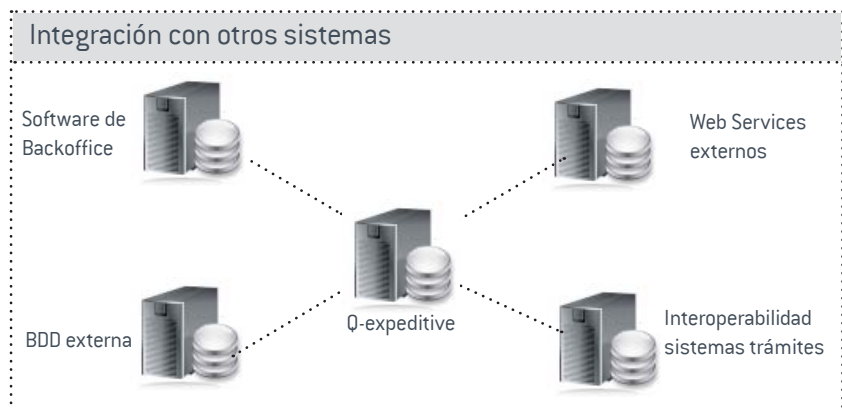 Integración con otros sistemas
Software de
Backoffice
Web Services
externos
Q-expeditive
BDD externa
Interoperabilidad
sistemas trámites